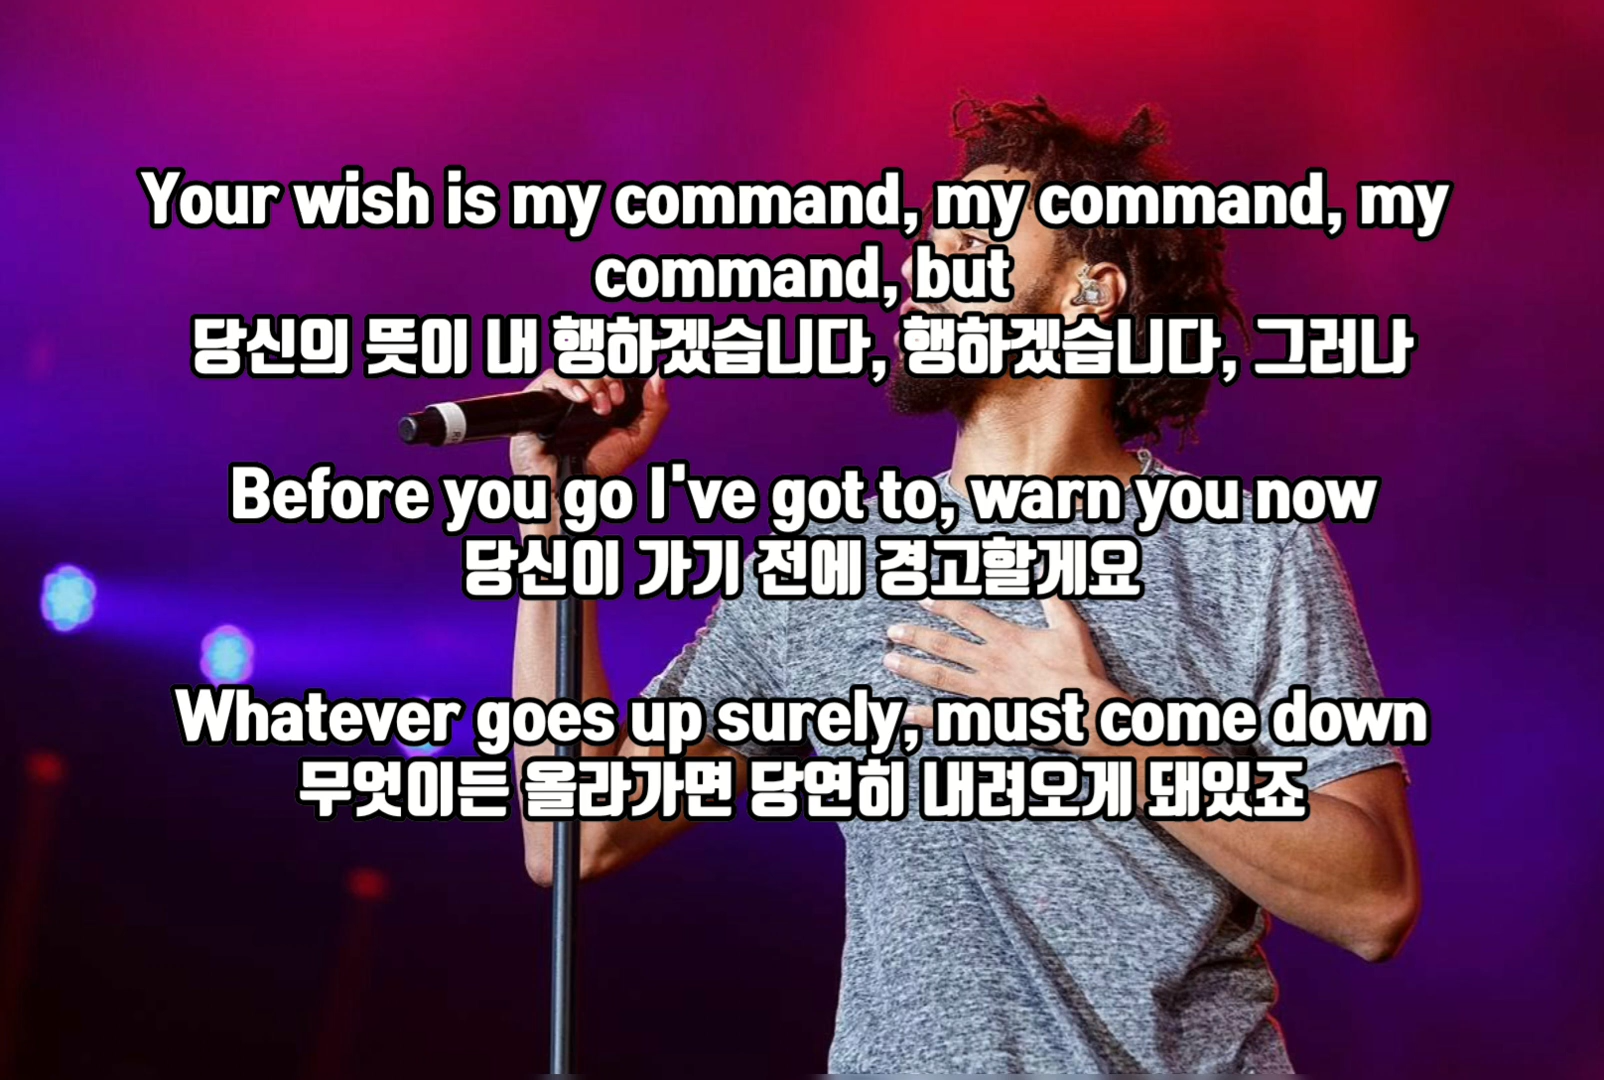 Your wish is my command, my command, my
command, but
당신의 뜻이 내 행하겠습니다, 행하겠습니다, 그러나
Before you go I've got to, warn you now
당신이 가기 전에 경고할게요
Whatever goes up surely, must come down
무엇이든 올라가면 당연히 내려오게 돼있죠